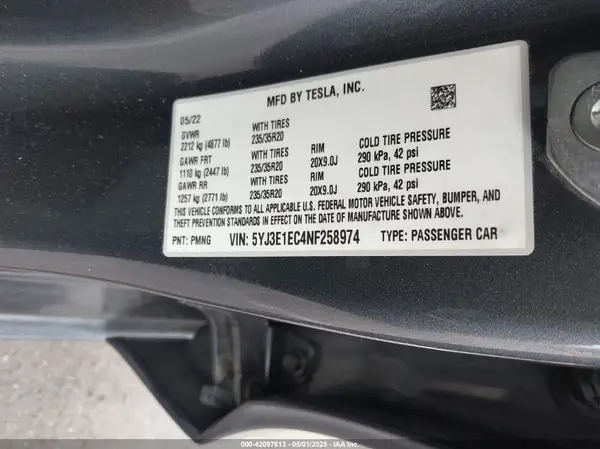 MFD BY TESLA, INC.
05/22
GVWR WITH TIRES
2212 kg (4877 lb) 235/35R20
GAWR FRT WITH TIRES RIM COLD TIRE PRESSURE
1110 kg (2447 lb) 235/35R20 20X9.0J 290 kPa, 42 psi
GAWR RR WITH TIRES RIM COLD TIRE PRESSURE
1257 kg (2771 lb) 235/35R20 20X9.0J 290 kPa, 42 psi
THIS VEHICLE CONFORMS TO ALL APPLICABLE U.S. FEDERAL MOTOR VEHICLE SAFETY, BUMPER, AND
THEFT PREVENTION STANDARDS IN EFFECT ON THE DATE OF MANUFACTURE SHOWN ABOVE.
PNT: PMNG VIN: 5YJ3E1EC4NF258974 TYPE: PASSENGER CAR
000-42097813 - 05/01/2025 - IAAI.COM